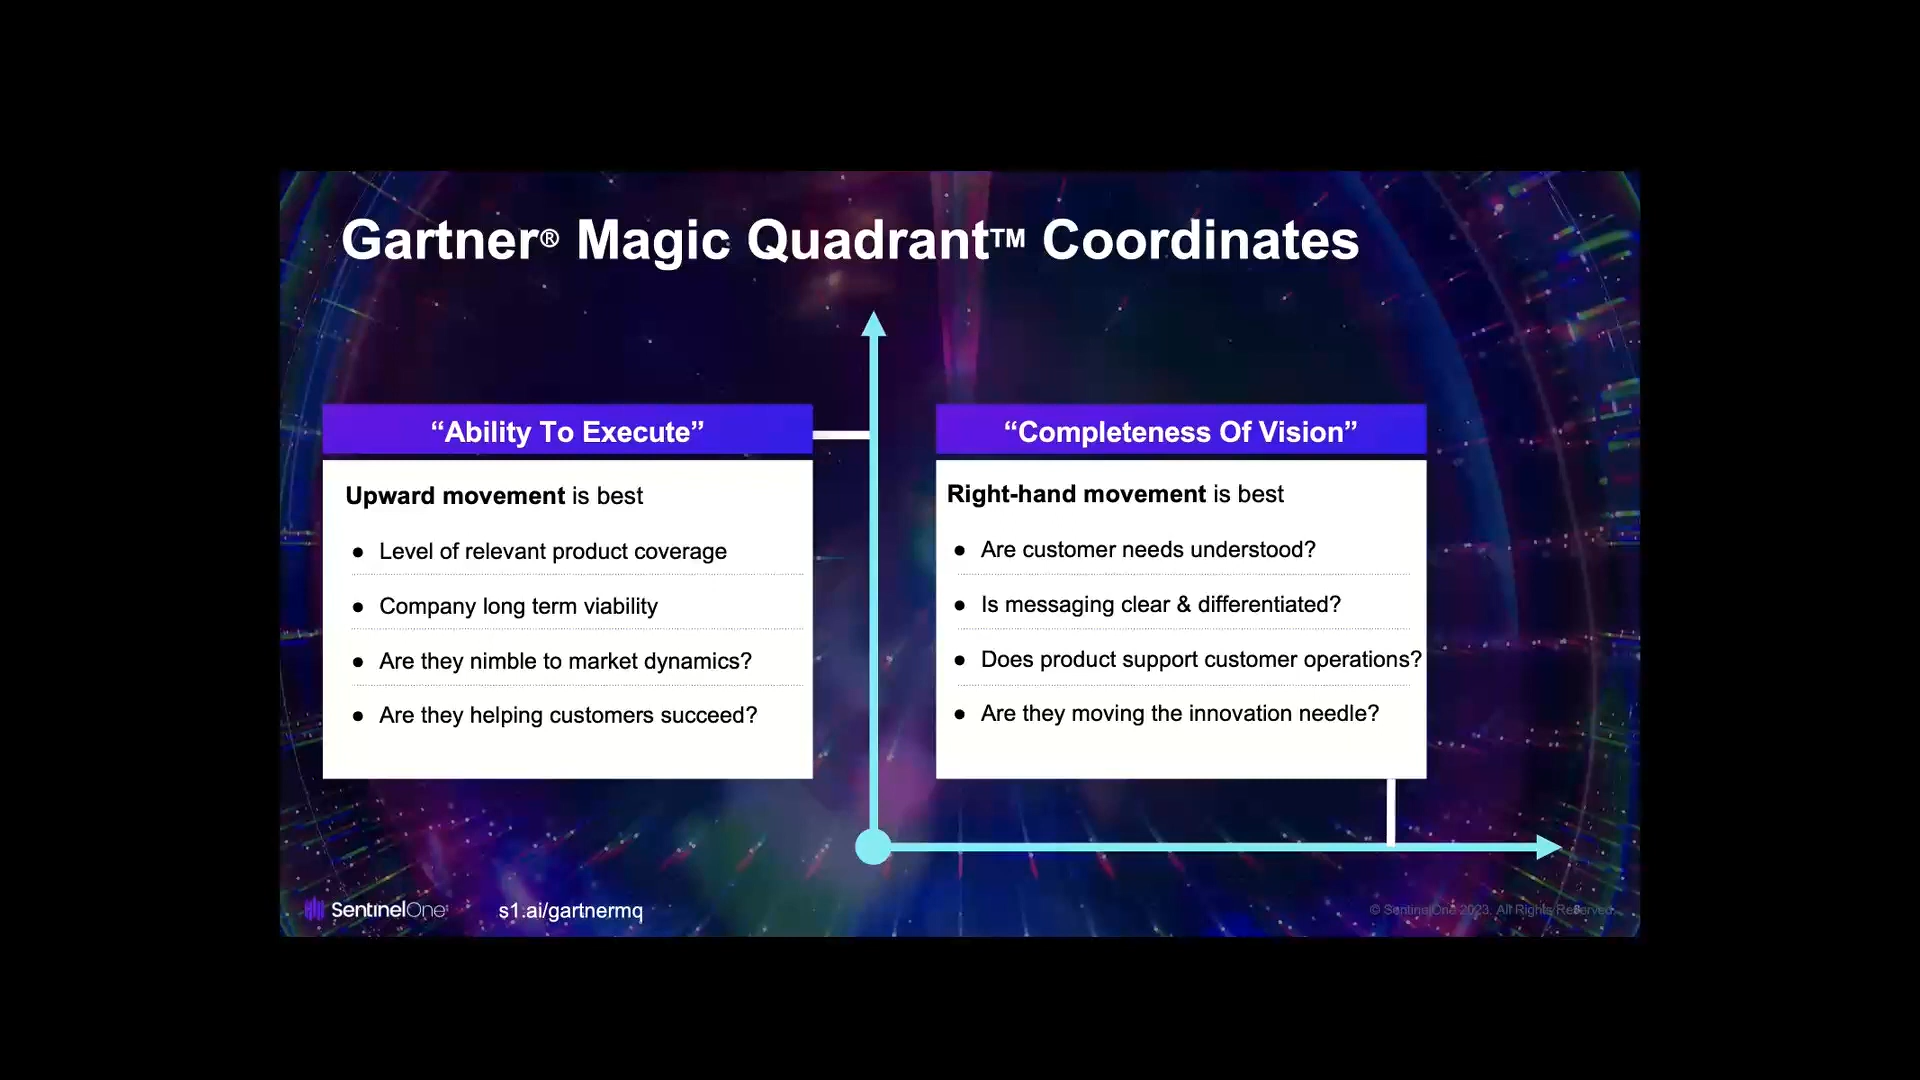 Gartner® Magic Quadrant™ Coordinates
“Ability To Execute”
Upward movement is best
● Level of relevant product coverage
● Company long term viability
● Are they nimble to market dynamics?
● Are they helping customers succeed?
“Completeness Of Vision”
Right-hand movement is best
● Are customer needs understood?
● Is messaging clear & differentiated?
● Does product support customer operations?
● Are they moving the innovation needle?
SentinelOne
s1.ai/gartnermq
© SentinelOne 2023. All Rights Reserved.